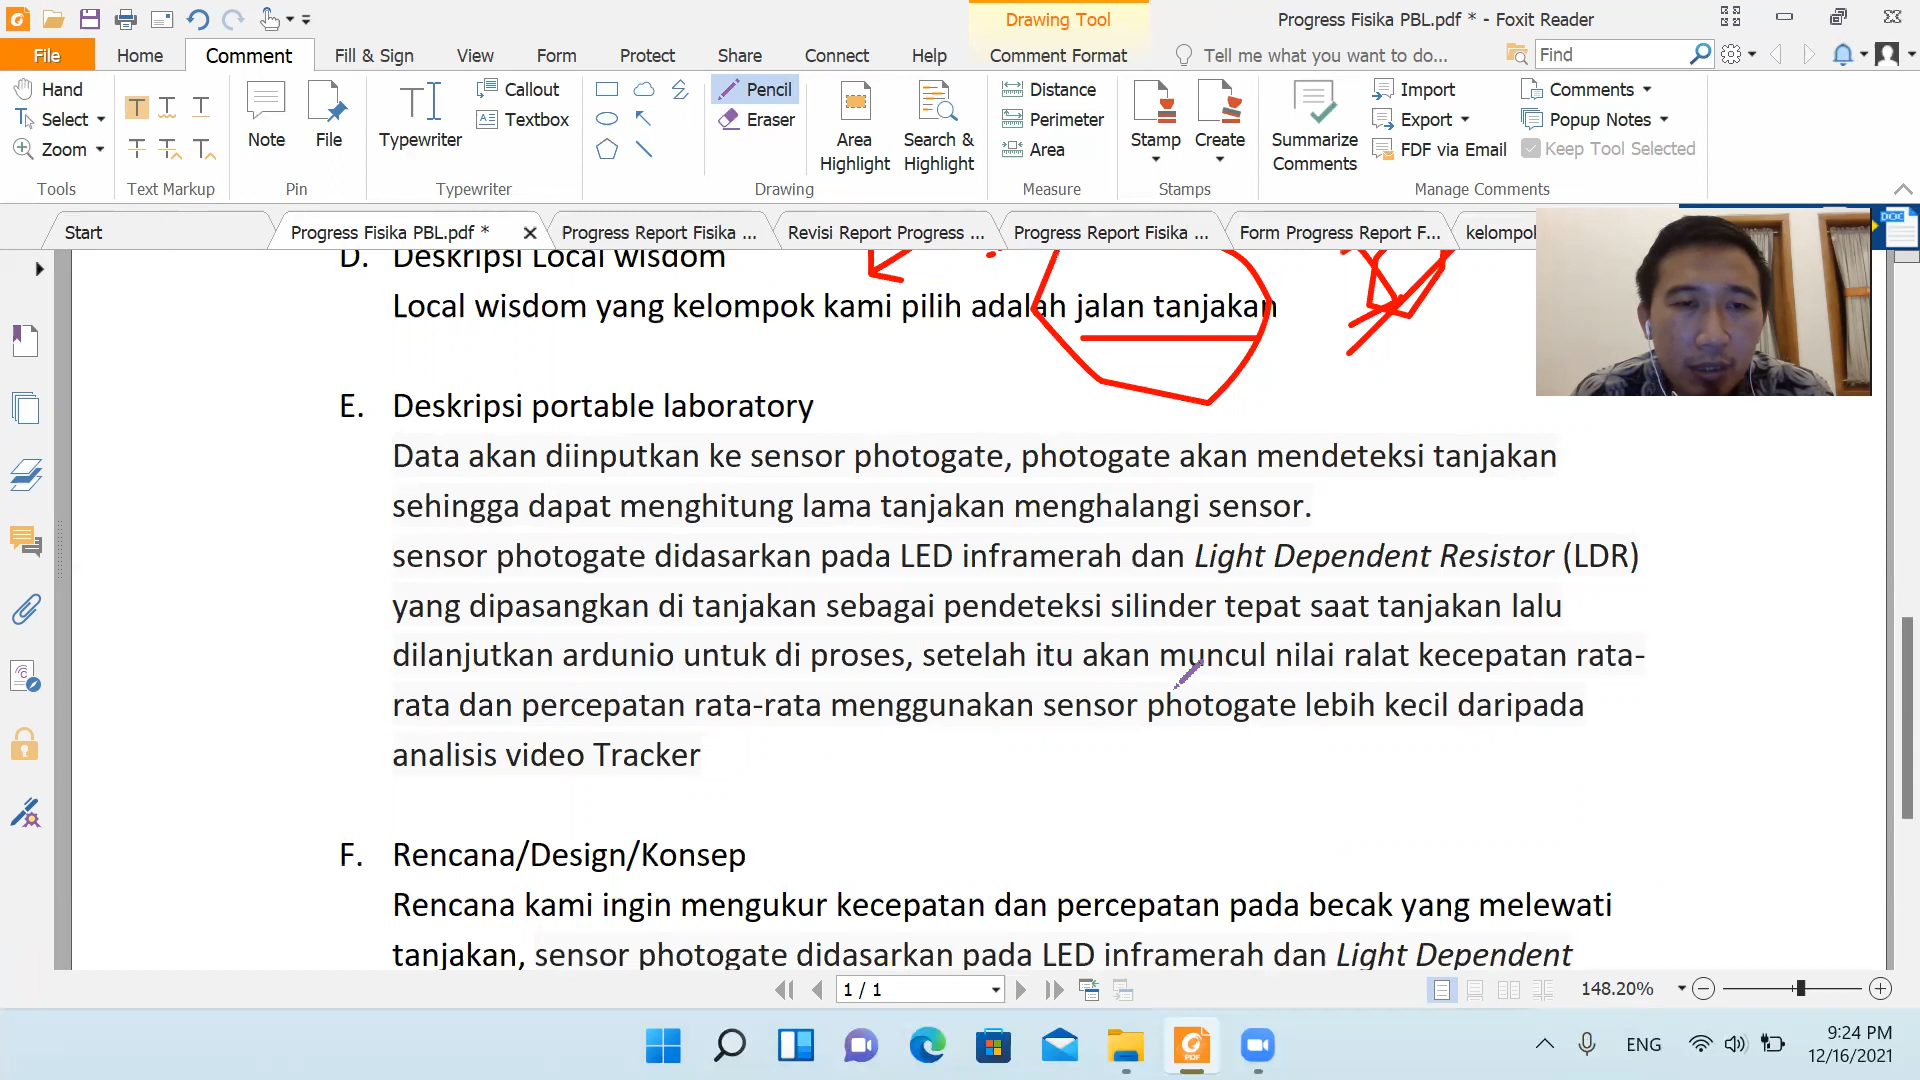 Progress Fisika PBL.pdf * - Foxit Reader
Drawing Tool
File
Home
Comment
Fill & Sign
View
Form
Protect
Share
Connect
Help
Comment Format
Tell me what you want to do...
Find
Hand
Select
Zoom
Tools
Text Markup
Note
File
Pin
Typewriter
Callout
Textbox
Typewriter
Pencil
Eraser
Drawing
Area
Highlight
Search &
Highlight
Distance
Perimeter
Area
Measure
Stamp
Create
Stamps
Summarize
Comments
Import
Export
FDF via Email
Comments
Popup Notes
Keep Tool Selected
Manage Comments
Start
Progress Fisika PBL.pdf *
Progress Report Fisika ...
Revisi Report Progress ...
Progress Report Fisika ...
Form Progress Report F...
kelompok
DOC
D. Deskripsi Local wisdom
Local wisdom yang kelompok kami pilih adalah jalan tanjakan
E. Deskripsi portable laboratory
Data akan diinputkan ke sensor photogate, photogate akan mendeteksi tanjakan
sehingga dapat menghitung lama tanjakan menghalangi sensor.
sensor photogate didasarkan pada LED inframerah dan Light Dependent Resistor (LDR)
yang dipasangkan di tanjakan sebagai pendeteksi silinder tepat saat tanjakan lalu
dilanjutkan ardunio untuk di proses, setelah itu akan muncul nilai ralat kecepatan rata-
rata dan percepatan rata-rata menggunakan sensor photogate lebih kecil daripada
analisis video Tracker
F. Rencana/Design/Konsep
Rencana kami ingin mengukur kecepatan dan percepatan pada becak yang melewati
tanjakan, sensor photogate didasarkan pada LED inframerah dan Light Dependent
1 / 1
148.20%
PDF
ENG
9:24 PM
12/16/2021